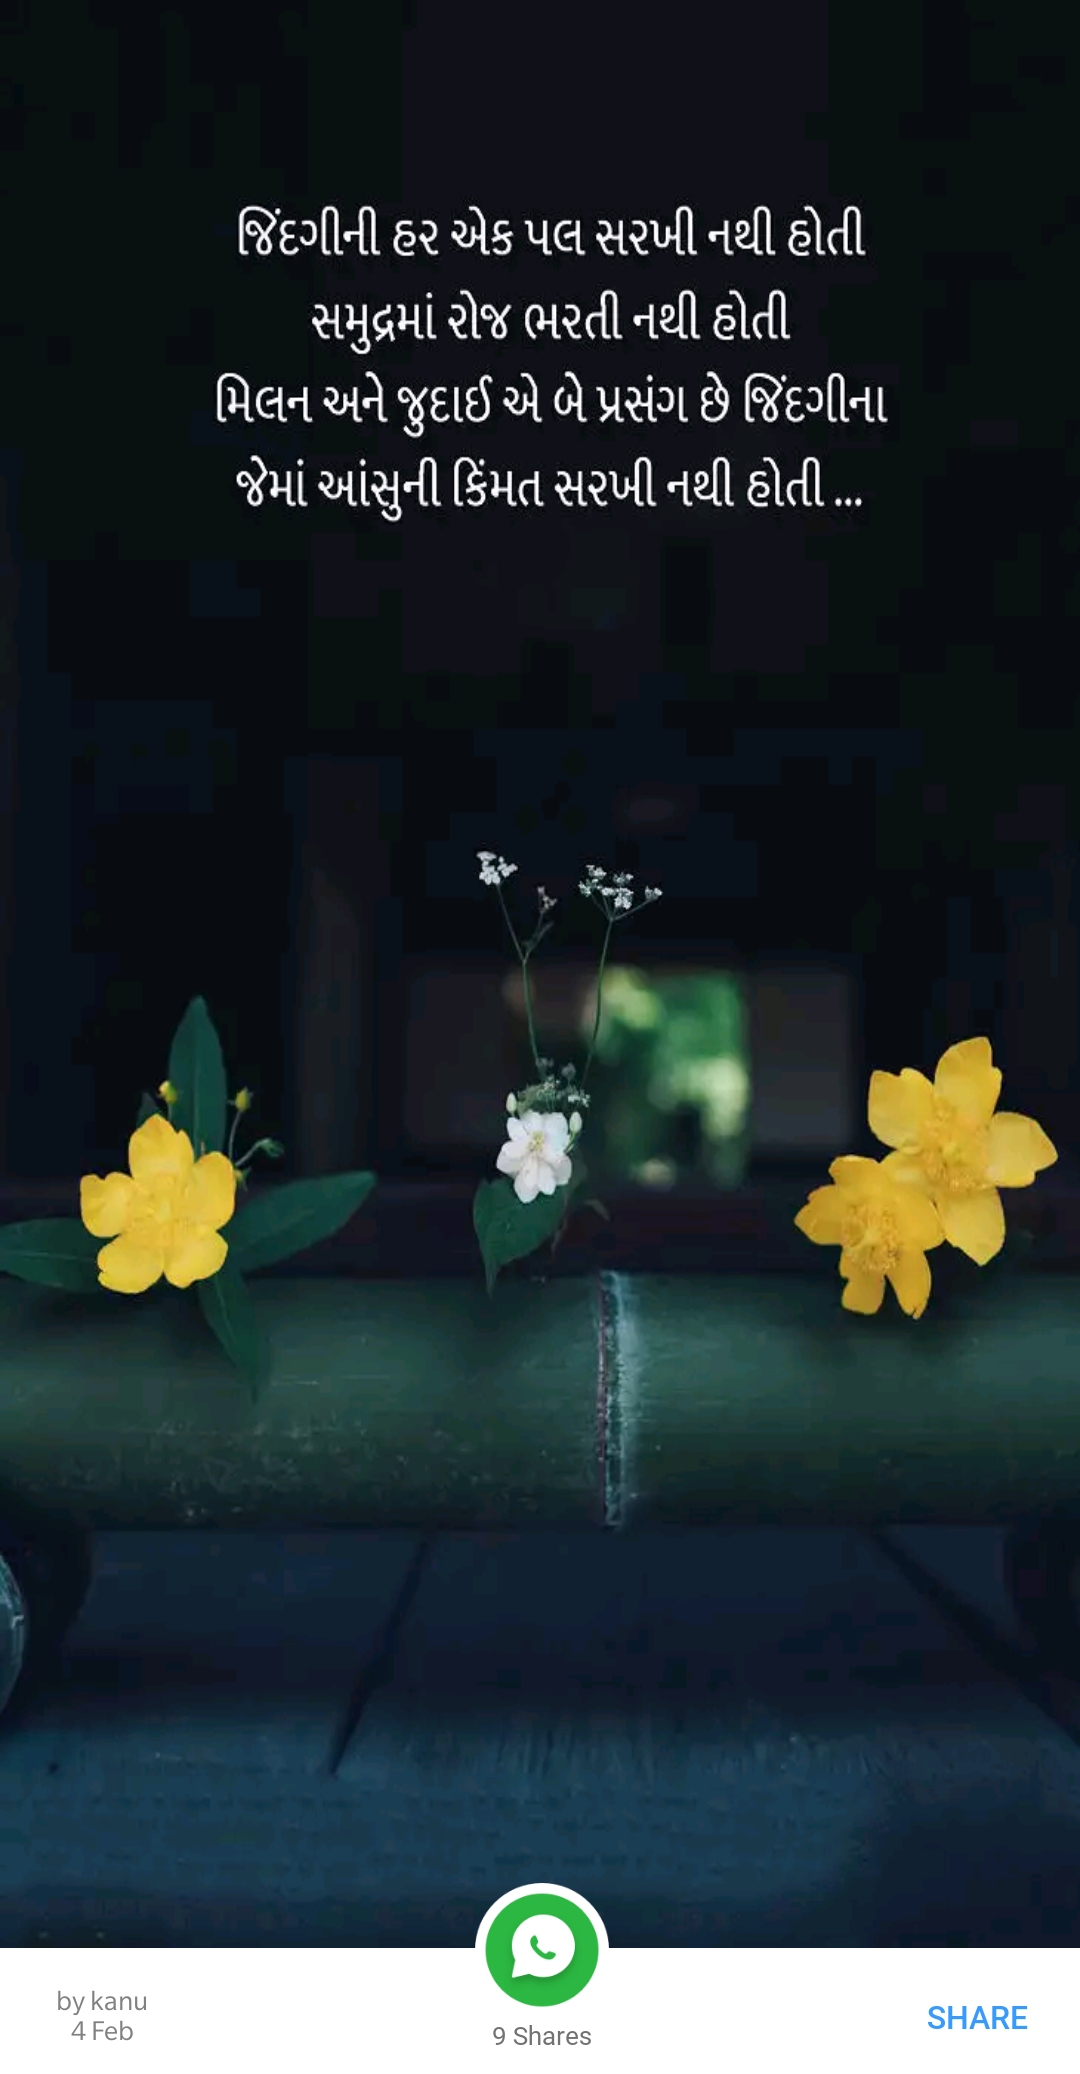 જિંદગીની હર એક પલ સરખી નથી હોતી
સમુદ્રમાં રોજ ભરતી નથી હોતી
મિલન અને જુદાઈ એ બે પ્રસંગ છે જિંદગીના
જેમાં આંસુની કિંમત સરખી નથી હોતી ...
by kanu
4 Feb
9 Shares
SHARE